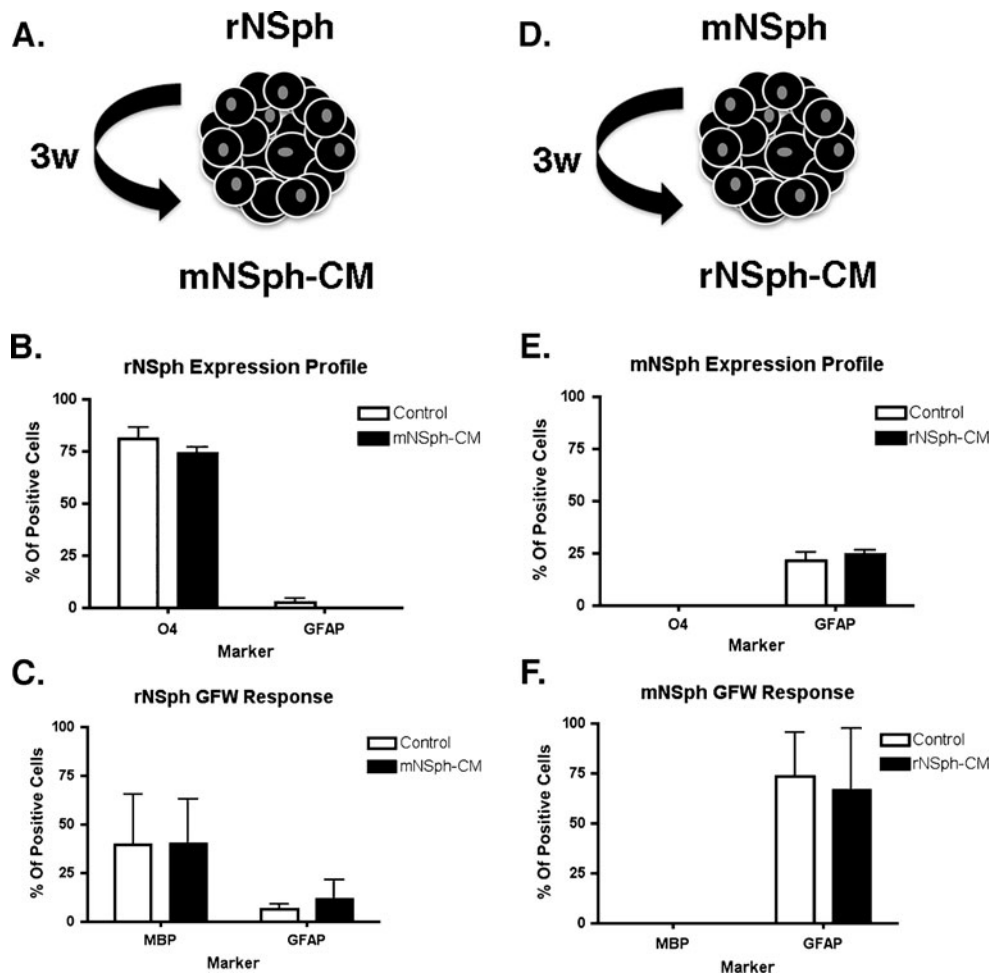 A.
rNSph
3w
mNSph-CM
B.
rNSph Expression Profile
% Of Positive Cells
100
75
50
25
0
Control
mNSph-CM
O4
GFAP
Marker
C.
rNSph GFW Response
% Of Positive Cells
100
75
50
25
0
Control
mNSph-CM
MBP
GFAP
Marker
D.
mNSph
3w
rNSph-CM
E.
mNSph Expression Profile
% Of Positive Cells
100
75
50
25
0
Control
rNSph-CM
O4
GFAP
Marker
F.
mNSph GFW Response
% Of Positive Cells
100
75
50
25
0
Control
rNSph-CM
MBP
GFAP
Marker